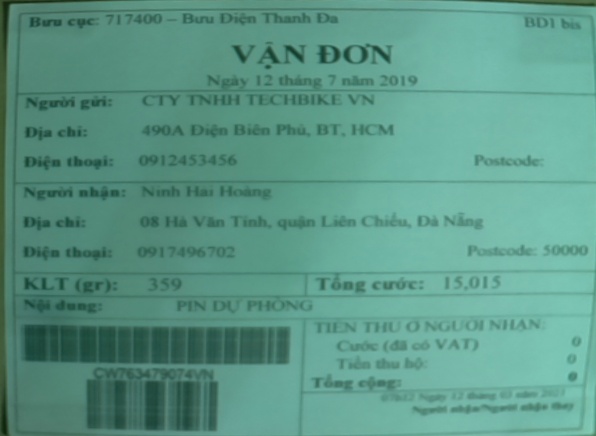 Bưu cục: 717400 – Bưu Điện Thanh Đa BD1 bis
VẬN ĐƠN
Ngày 12 tháng 7 năm 2019
Người gửi: CTY TNHH TECHBIKE VN
Địa chỉ: 490A Điện Biên Phủ, BT, HCM
Điện thoại: 0912453456 Postcode:
Người nhận: Ninh Hải Hoàng
Địa chỉ: 08 Hà Văn Tính, quận Liên Chiểu, Đà Nẵng
Điện thoại: 0917496702 Postcode: 50000
KLT (gr): 359 Tổng cước: 15,015
Nội dung: PIN DỰ PHÒNG
TIỀN THU Ở NGƯỜI NHẬN:
Cước (đã có VAT) 0
Tiền thu hộ: 0
Tổng cộng: 0
CW763479074VN
Ngày 12 tháng 03 năm
Người nhận/Người nhận thay